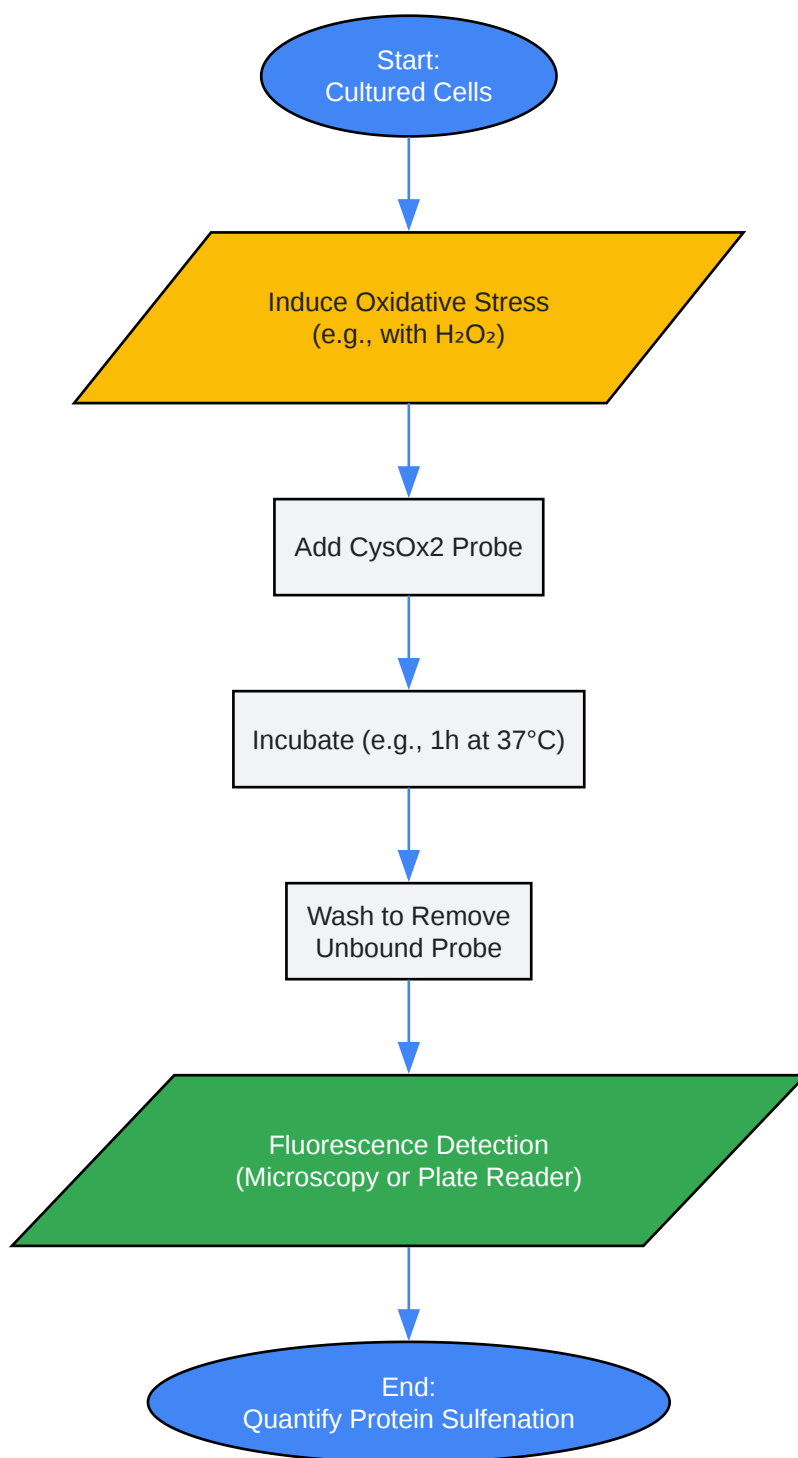 Start:
Cultured Cells
Induce Oxidative Stress
(e.g., with H₂O₂)
Add CysOx2 Probe
Incubate (e.g., 1h at 37°C)
Wash to Remove
Unbound Probe
Fluorescence Detection
(Microscopy or Plate Reader)
End:
Quantify Protein Sulfenation